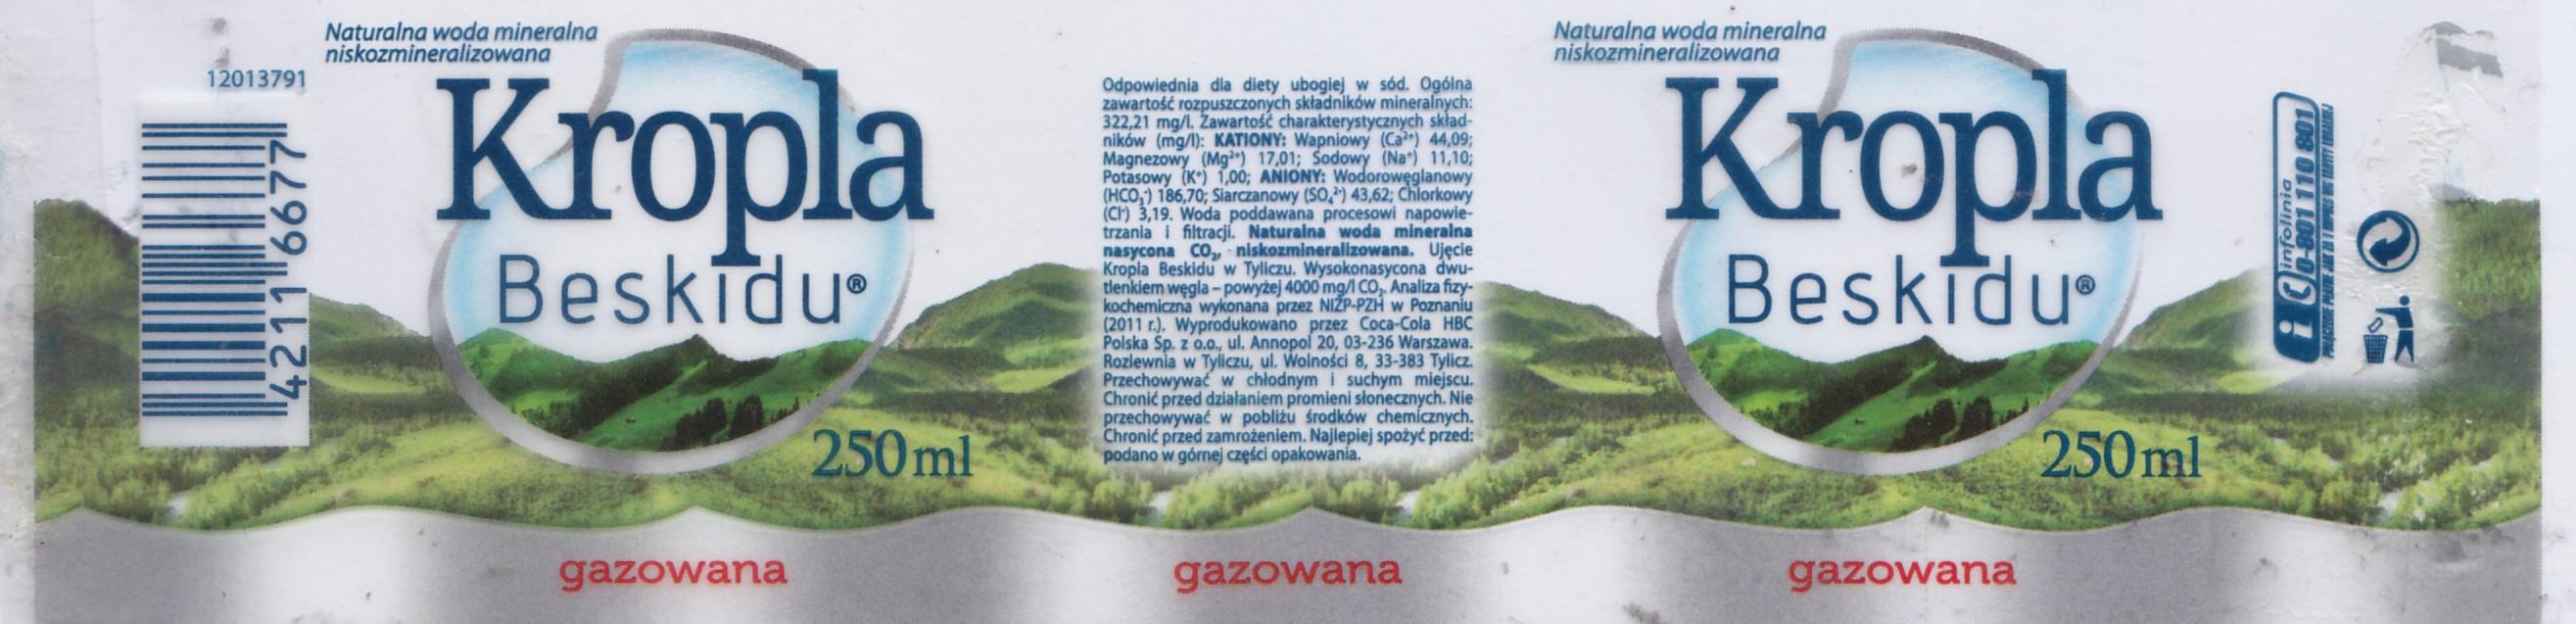 12013791
4211 6677
Naturalna woda mineralna
niskozmineralizowana
Kropla
Beskidu®
250 ml
gazowana
Odpowiednia dla diety ubogiej w sód. Ogólna
zawartość rozpuszczonych składników mineralnych:
322,21 mg/l. Zawartość charakterystycznych skład-
ników (mg/l): KATIONY: Wapniowy (Ca²⁺) 44,09;
Magnezowy (Mg²⁺) 17,01; Sodowy (Na⁺) 11,10;
Potasowy (K⁺) 1,00; ANIONY: Wodorowęglanowy
(HCO₃⁻) 186,70; Siarczanowy (SO₄²⁻) 43,62; Chlorkowy
(Cl⁻) 3,19. Woda poddawana procesowi napowie-
trzania i filtracji. Naturalna woda mineralna
nasycona CO₂, niskozmineralizowana. Ujęcie
Kropla Beskidu w Tyliczu. Wysokonasycona dwu-
tlenkiem węgla – powyżej 4000 mg/l CO₂. Analiza fizy-
kochemiczna wykonana przez NIZP-PZH w Poznaniu
(2011 r.). Wyprodukowano przez Coca-Cola HBC
Polska Sp. z o.o., ul. Annopol 20, 03-236 Warszawa.
Rozlewnia w Tyliczu, ul. Wolności 8, 33-383 Tylicz.
Przechowywać w chłodnym i suchym miejscu.
Chronić przed działaniem promieni słonecznych. Nie
przechowywać w pobliżu środków chemicznych.
Chronić przed zamrożeniem. Najlepiej spożyć przed:
podano w górnej części opakowania.
gazowana
Naturalna woda mineralna
niskozmineralizowana
Kropla
Beskidu®
250 ml
gazowana
i infolinia
0-801 110 801